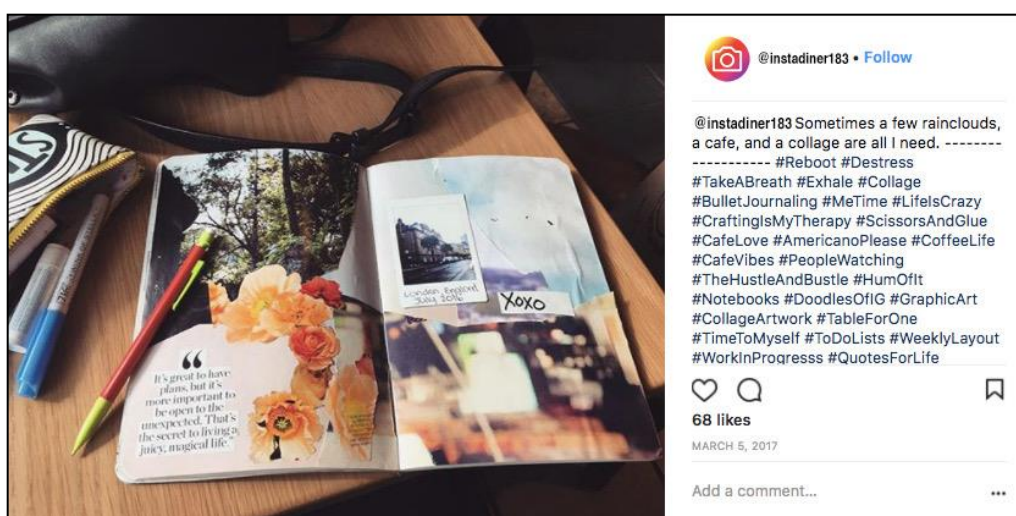 ST
London, England
July 2016
XOXO
“
It's great to have
plans, but it's
more important to
be open to the
unexpected. That's
the secret to living a
juicy, magical life.”
@instadiner183 • Follow
@instadiner183 Sometimes a few rainclouds,
a cafe, and a collage are all I need. --------
----------- #Reboot #Destress
#TakeABreath #Exhale #Collage
#BulletJournaling #MeTime #LifeIsCrazy
#CraftingIsMyTherapy #ScissorsAndGlue
#CafeLove #AmericanoPlease #CoffeeLife
#CafeVibes #PeopleWatching
#TheHustleAndBustle #HumOfIt
#Notebooks #DoodlesOfIG #GraphicArt
#CollageArtwork #TableForOne
#TimeToMyself #ToDoLists #WeeklyLayout
#WorkInProgresss #QuotesForLife
68 likes
MARCH 5, 2017
Add a comment...